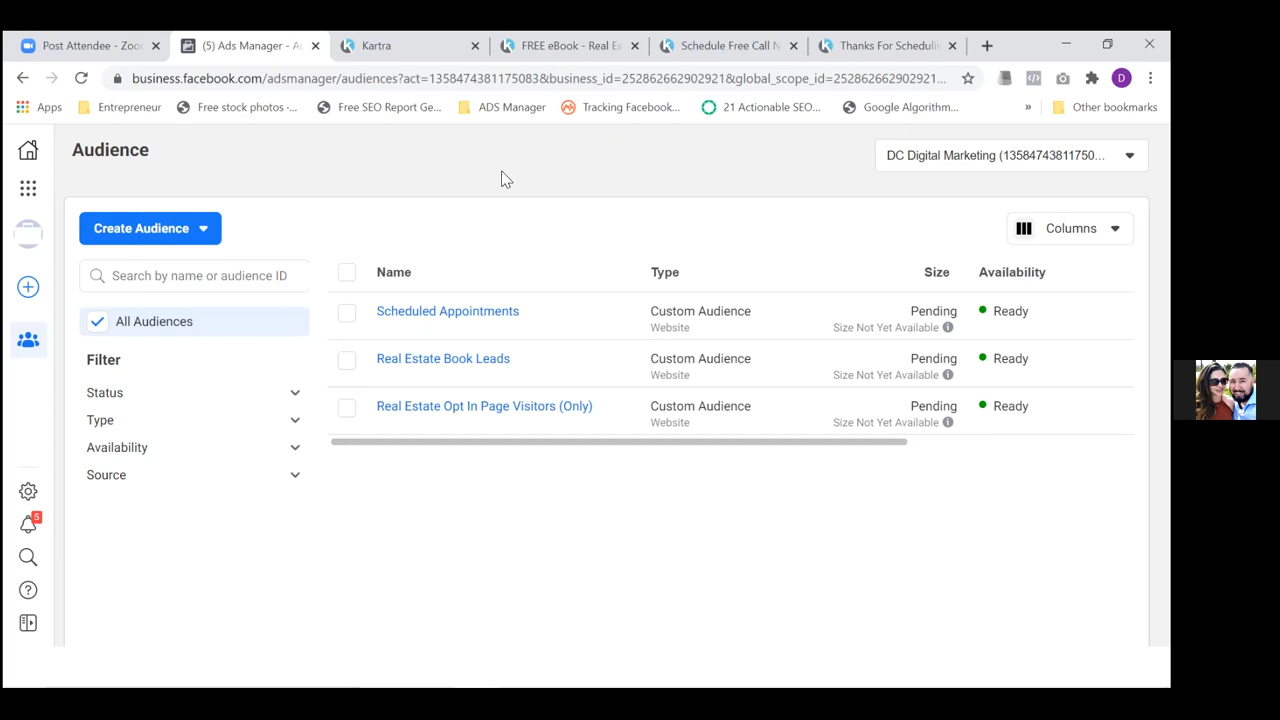 Post Attendee - Zoo
(5) Ads Manager - A
Kartra
FREE eBook - Real Es
Schedule Free Call N
Thanks For Schedulin
business.facebook.com/adsmanager/audiences?act=1358474381175083&business_id=252862662902921&global_scope_id=252862662902921...
D
Apps
Entrepreneur
Free stock photos -...
Free SEO Report Ge...
ADS Manager
Tracking Facebook...
21 Actionable SEO...
Google Algorithm...
»
Other bookmarks
Audience
DC Digital Marketing (13584743811750...
Create Audience
Columns
Search by name or audience ID
Name
Type
Size
Availability
All Audiences
Scheduled Appointments
Custom Audience
Website
Pending
Size Not Yet Available
Ready
Filter
Real Estate Book Leads
Custom Audience
Website
Pending
Size Not Yet Available
Ready
Status
Real Estate Opt In Page Visitors (Only)
Custom Audience
Website
Pending
Size Not Yet Available
Ready
Type
Availability
Source
5